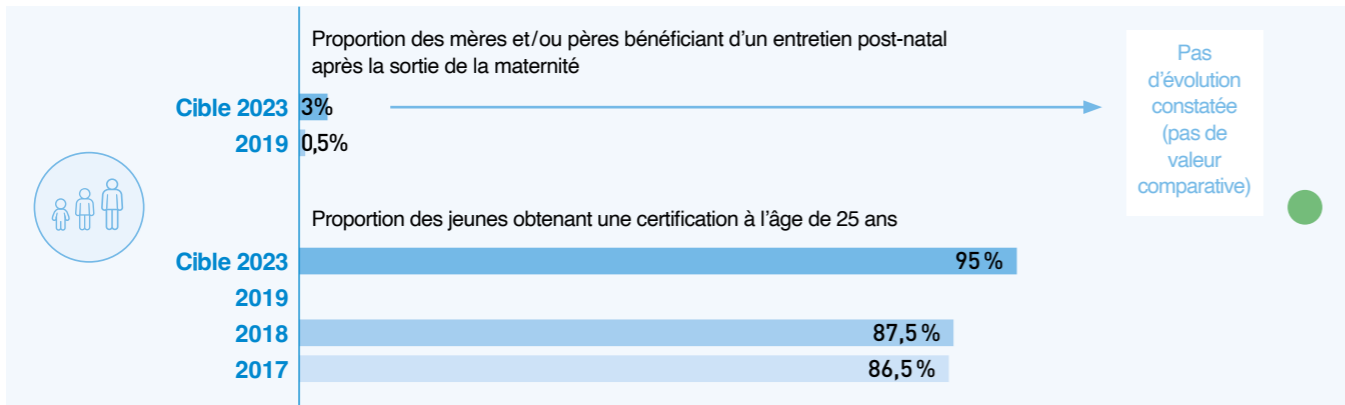 Proportion des mères et/ou pères bénéficiant d’un entretien post-natal
après la sortie de la maternité
Cible 2023 3%
2019 0,5%
Pas
d’évolution
constatée
(pas de
valeur
comparative)
Proportion des jeunes obtenant une certification à l’âge de 25 ans
Cible 2023 95 %
2019
2018 87,5 %
2017 86,5 %